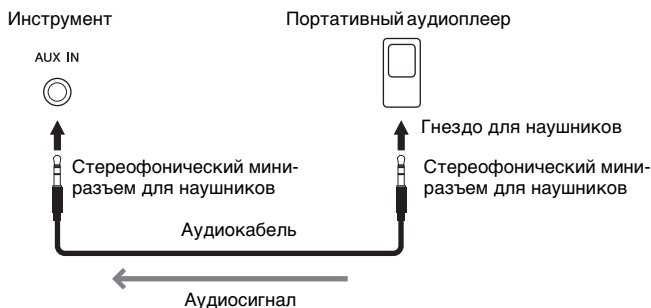 Инструмент
Портативный аудиоплеер
AUX IN
Гнездо для наушников
Стереофонический мини-
разъем для наушников
Стереофонический мини-
разъем для наушников
Аудиокабель
Аудиосигнал